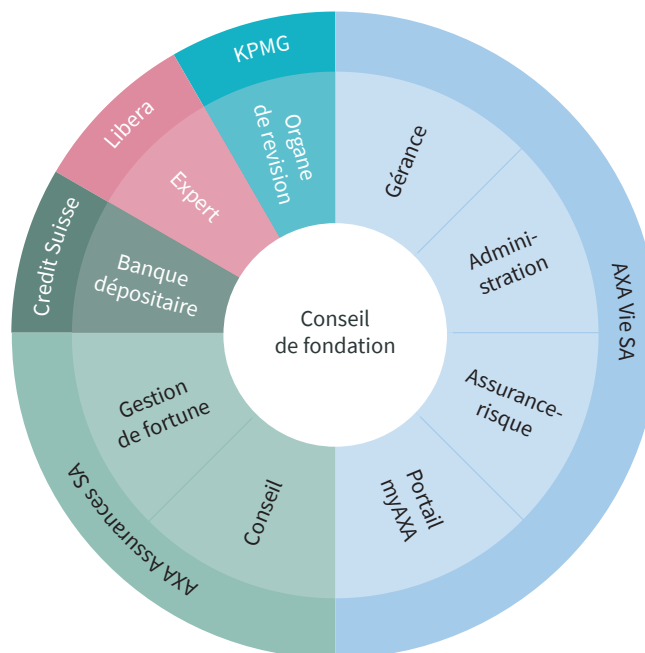 KPMG
Organe
de revision
Libera
Expert
Credit Suisse
Banque
dépositaire
Gérance
Admini-
stration
AXA Vie SA
Assurance-
risque
Portail
myAXA
Conseil
de fondation
Gestion
de fortune
Conseil
AXA Assurances SA